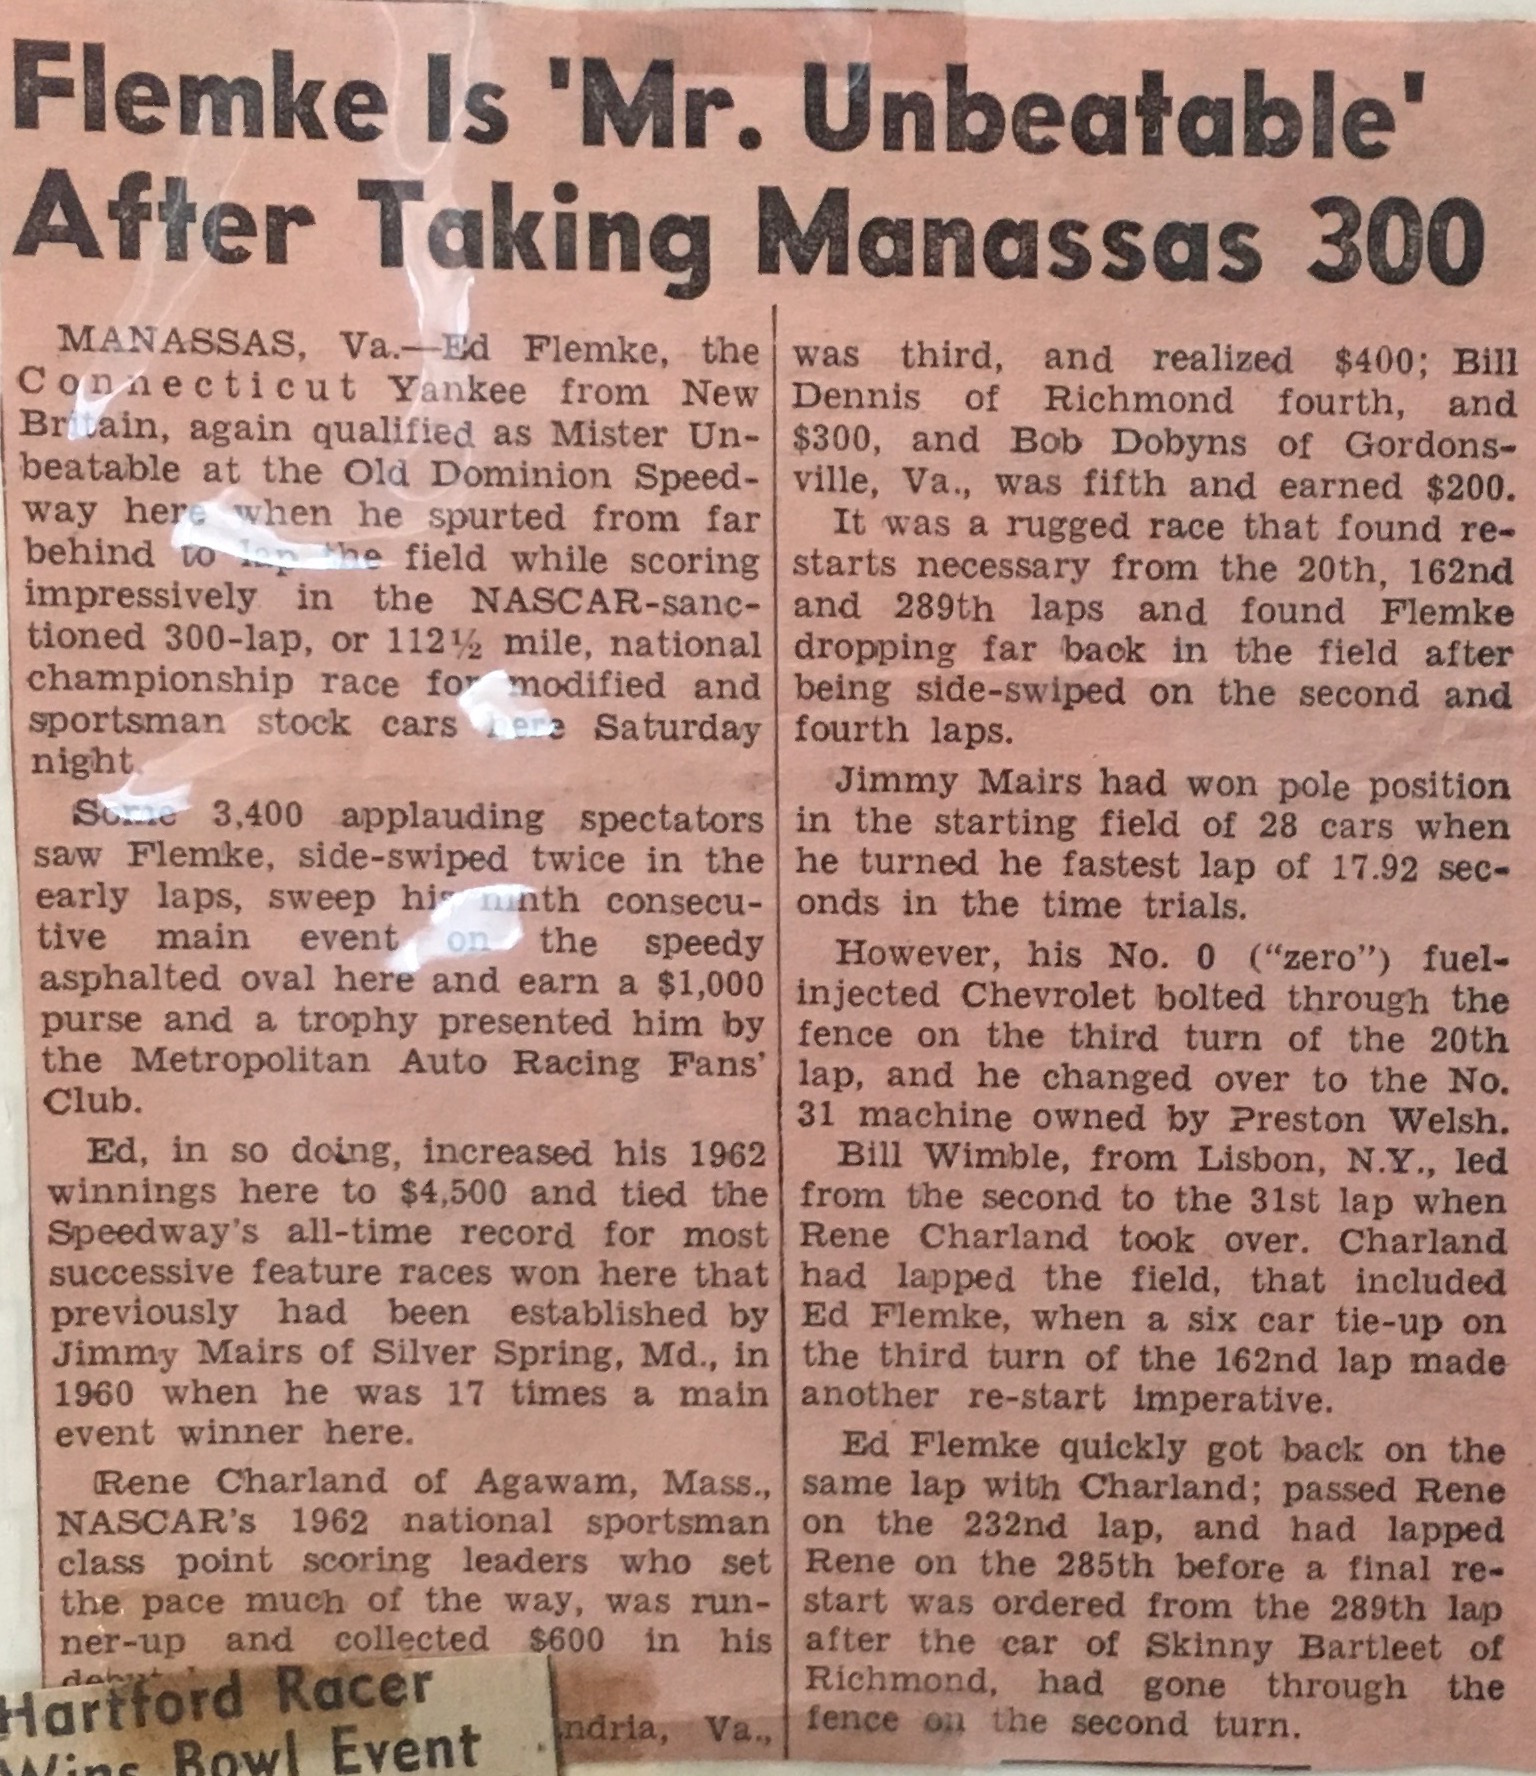 Flemke Is 'Mr. Unbeatable'
After Taking Manassas 300
MANASSAS, Va.—Ed Flemke, the
Connecticut Yankee from New
Britain, again qualified as Mister Un-
beatable at the Old Dominion Speed-
way here when he spurted from far
behind to lap the field while scoring
impressively in the NASCAR-sanc-
tioned 300-lap, or 112½ mile, national
championship race for modified and
sportsman stock cars here Saturday
night.
Some 3,400 applauding spectators
saw Flemke, side-swiped twice in the
early laps, sweep his ninth consecu-
tive main event on the speedy
asphalted oval here and earn a $1,000
purse and a trophy presented him by
the Metropolitan Auto Racing Fans'
Club.
Ed, in so doing, increased his 1962
winnings here to $4,500 and tied the
Speedway's all-time record for most
successive feature races won here that
previously had been established by
Jimmy Mairs of Silver Spring, Md., in
1960 when he was 17 times a main
event winner here.
Rene Charland of Agawam, Mass.,
NASCAR's 1962 national sportsman
class point scoring leaders who set
the pace much of the way, was run-
ner-up and collected $600 in his
ndria, Va.,
was third, and realized $400; Bill
Dennis of Richmond fourth, and
$300, and Bob Dobyns of Gordons-
ville, Va., was fifth and earned $200.
It was a rugged race that found re-
starts necessary from the 20th, 162nd
and 289th laps and found Flemke
dropping far back in the field after
being side-swiped on the second and
fourth laps.
Jimmy Mairs had won pole position
in the starting field of 28 cars when
he turned he fastest lap of 17.92 sec-
onds in the time trials.
However, his No. 0 ("zero") fuel-
injected Chevrolet bolted through the
fence on the third turn of the 20th
lap, and he changed over to the No.
31 machine owned by Preston Welsh.
Bill Wimble, from Lisbon, N.Y., led
from the second to the 31st lap when
Rene Charland took over. Charland
had lapped the field, that included
Ed Flemke, when a six car tie-up on
the third turn of the 162nd lap made
another re-start imperative.
Ed Flemke quickly got back on the
same lap with Charland; passed Rene
on the 232nd lap, and had lapped
Rene on the 285th before a final re-
start was ordered from the 289th lap
after the car of Skinny Bartleet of
Richmond, had gone through the
fence on the second turn.
Hartford Racer
Wins Bowl Event